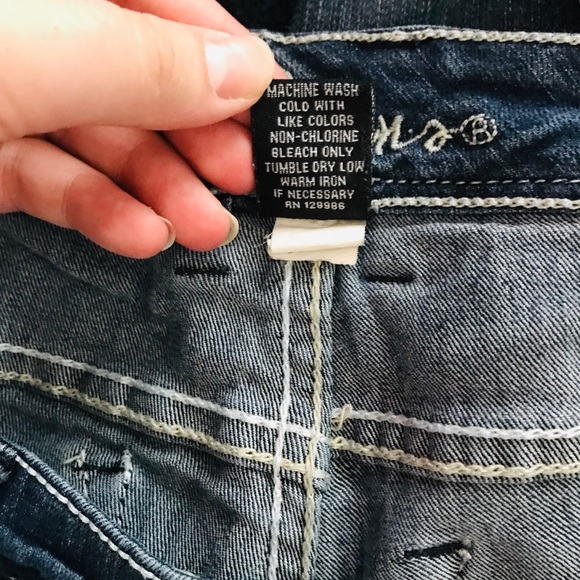 MACHINE WASH
COLD WITH
LIKE COLORS
NON-CHLORINE
BLEACH ONLY
TUMBLE DRY LOW
WARM IRON
IF NECESSARY
RN 129986